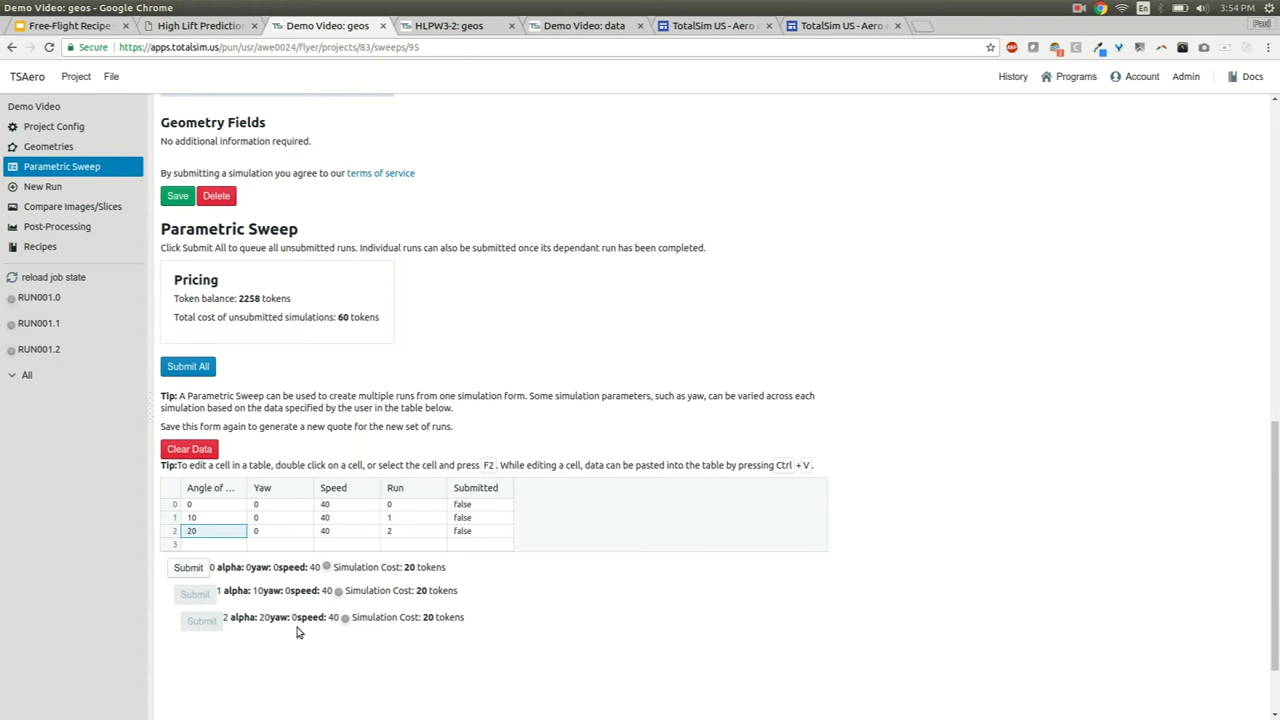 Demo Video: geos - Google Chrome
En
3:54 PM
Free-Flight Recipe
High Lift Prediction
Demo Video: geos
HLPW3-2: geos
Demo Video: data
TotalSim US - Aero A
TotalSim US - Aero A
Paul
Secure
https://apps.totalsim.us/pun/usr/awe0024/flyer/projects/83/sweeps/95
TSAero
Project
File
History
Programs
Account
Admin
Docs
Demo Video
Project Config
Geometries
Parametric Sweep
New Run
Compare Images/Slices
Post-Processing
Recipes
reload job state
RUN001.0
RUN001.1
RUN001.2
All
Geometry Fields
No additional information required.
By submitting a simulation you agree to our terms of service
Save
Delete
Parametric Sweep
Click Submit All to queue all unsubmitted runs. Individual runs can also be submitted once its dependant run has been completed.
Pricing
Token balance: 2258 tokens
Total cost of unsubmitted simulations: 60 tokens
Submit All
Tip: A Parametric Sweep can be used to create multiple runs from one simulation form. Some simulation parameters, such as yaw, can be varied across each
simulation based on the data specified by the user in the table below.
Save this form again to generate a new quote for the new set of runs.
Clear Data
Tip:To edit a cell in a table, double click on a cell, or select the cell and press F2 . While editing a cell, data can be pasted into the table by pressing Ctrl + V .
Angle of ... Yaw Speed Run Submitted
0 0 0 40 0 false
1 10 0 40 1 false
2 20 0 40 2 false
3
Submit 0 alpha: 0yaw: 0speed: 40 Simulation Cost: 20 tokens
Submit 1 alpha: 10yaw: 0speed: 40 Simulation Cost: 20 tokens
Submit 2 alpha: 20yaw: 0speed: 40 Simulation Cost: 20 tokens